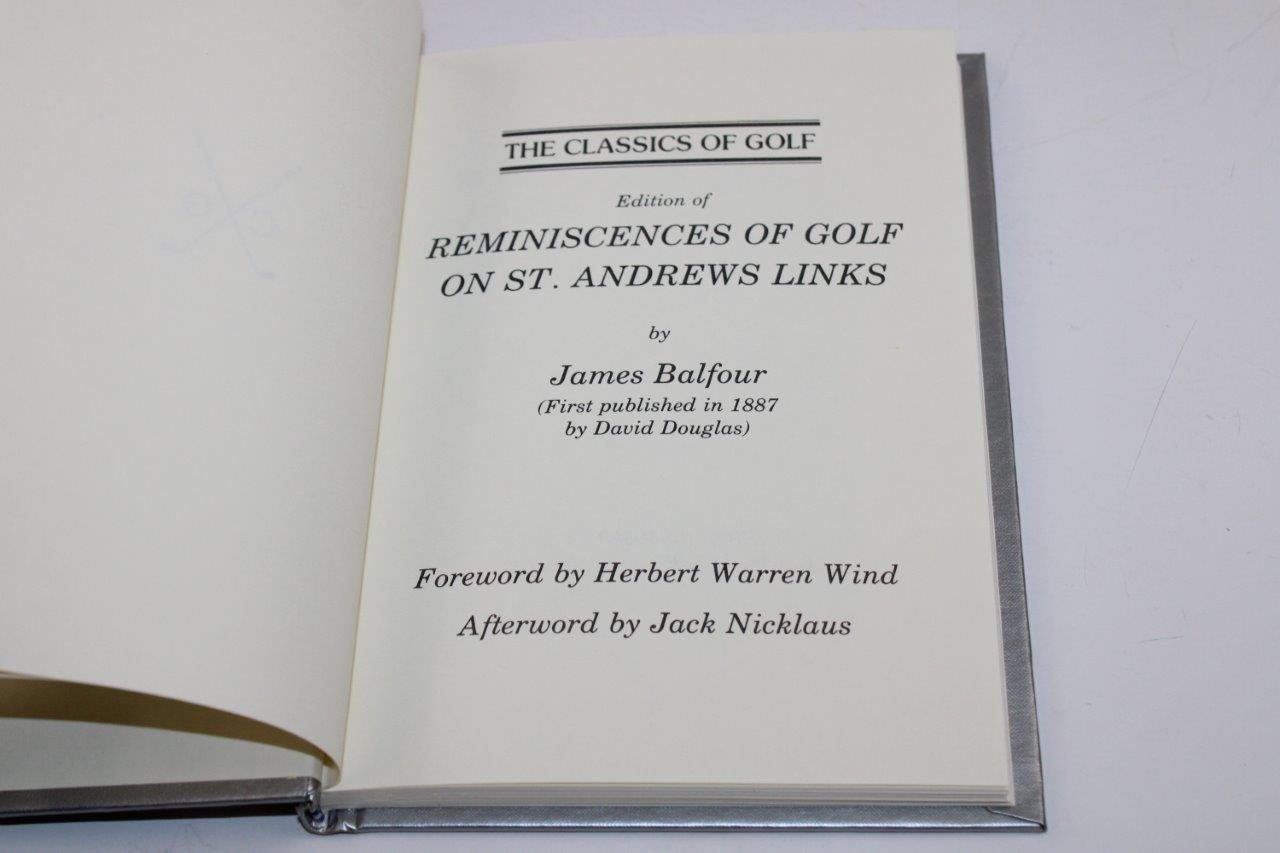 THE CLASSICS OF GOLF
Edition of
REMINISCENCES OF GOLF
ON ST. ANDREWS LINKS
by
James Balfour
(First published in 1887
by David Douglas)
Foreword by Herbert Warren Wind
Afterword by Jack Nicklaus